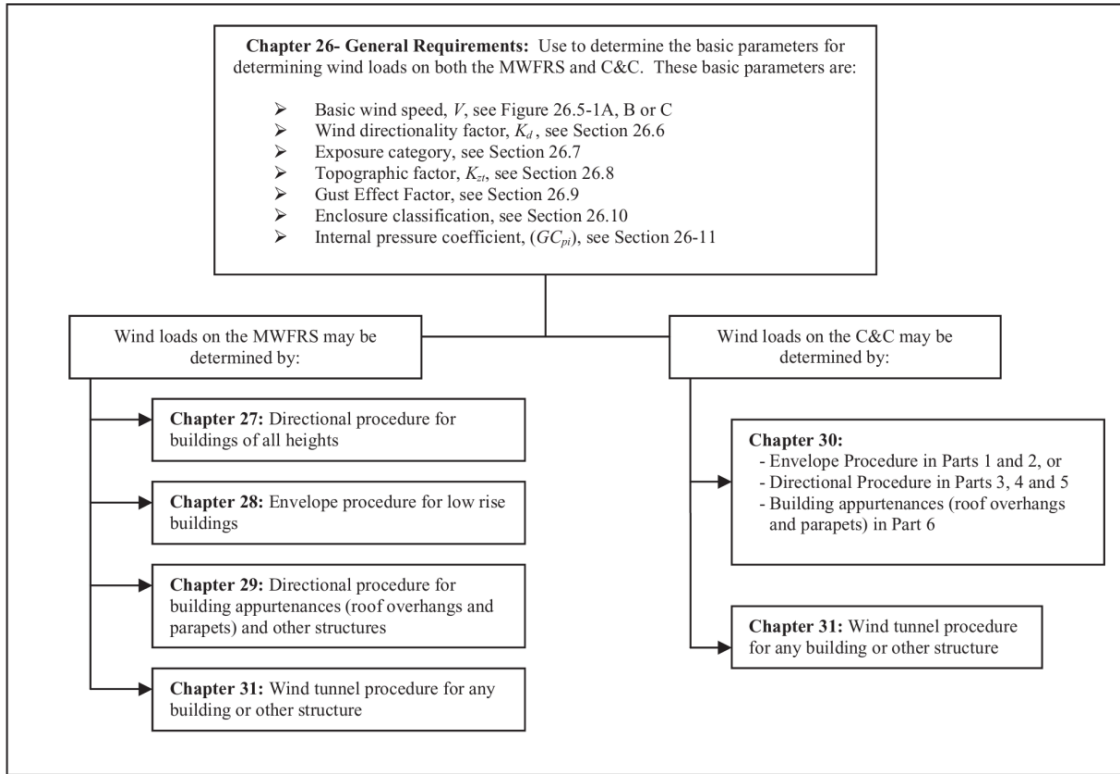 Chapter 26- General Requirements: Use to determine the basic parameters for
determining wind loads on both the MWFRS and C&C. These basic parameters are:
➢ Basic wind speed, V, see Figure 26.5-1A, B or C
➢ Wind directionality factor, Kd , see Section 26.6
➢ Exposure category, see Section 26.7
➢ Topographic factor, Kzt, see Section 26.8
➢ Gust Effect Factor, see Section 26.9
➢ Enclosure classification, see Section 26.10
➢ Internal pressure coefficient, (GCpi), see Section 26-11
Wind loads on the MWFRS may be
determined by:
Chapter 27: Directional procedure for
buildings of all heights
Chapter 28: Envelope procedure for low rise
buildings
Chapter 29: Directional procedure for
building appurtenances (roof overhangs and
parapets) and other structures
Chapter 31: Wind tunnel procedure for any
building or other structure
Wind loads on the C&C may be
determined by:
Chapter 30:
- Envelope Procedure in Parts 1 and 2, or
- Directional Procedure in Parts 3, 4 and 5
- Building appurtenances (roof overhangs
and parapets) in Part 6
Chapter 31: Wind tunnel procedure
for any building or other structure